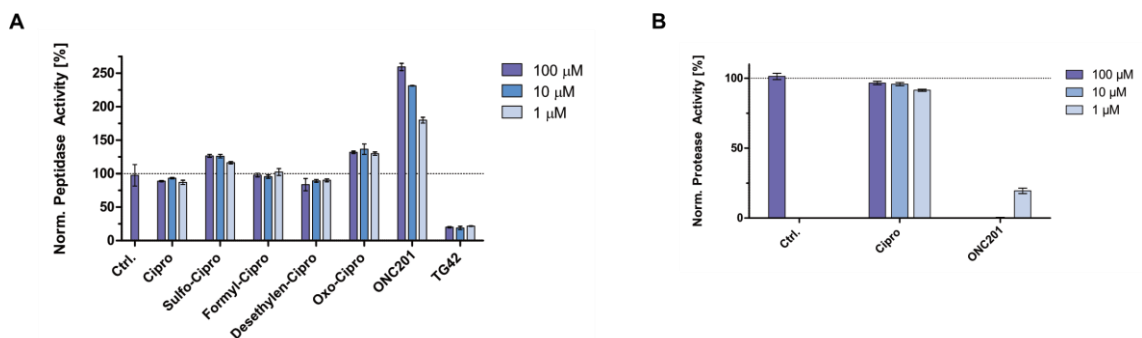 A
Norm. Peptidase Activity [%]
250
200
150
100
50
0
Ctrl.
Cipro
Sulfo-Cipro
Formyl-Cipro
Desethylen-Cipro
Oxo-Cipro
ONC201
TG42
100 μM
10 μM
1 μM
B
Norm. Protease Activity [%]
100
50
0
Ctrl.
Cipro
ONC201
100 μM
10 μM
1 μM